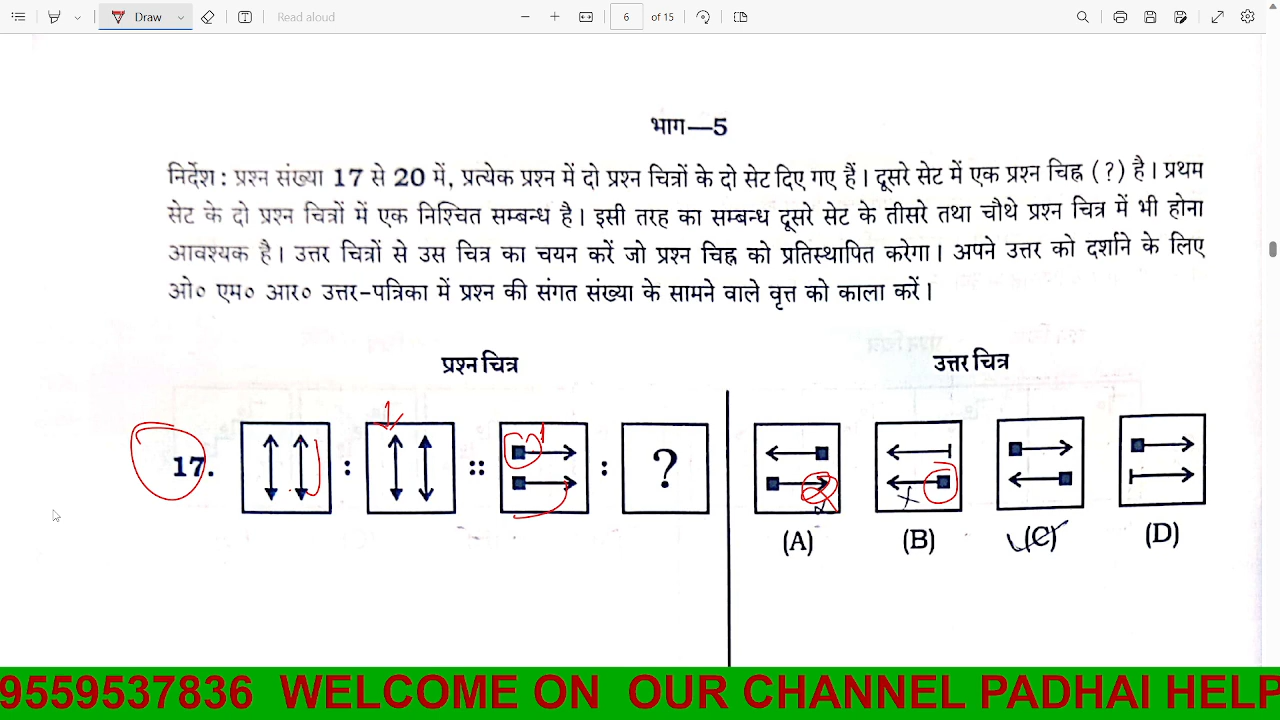 Draw
Read aloud
6 of 15
भाग—5
निर्देश : प्रश्न संख्या 17 से 20 में, प्रत्येक प्रश्न में दो प्रश्न चित्रों के दो सेट दिए गए हैं। दूसरे सेट में एक प्रश्न चिह्न (?) है। प्रथम
सेट के दो प्रश्न चित्रों में एक निश्चित सम्बन्ध है। इसी तरह का सम्बन्ध दूसरे सेट के तीसरे तथा चौथे प्रश्न चित्र में भी होना
आवश्यक है। उत्तर चित्रों से उस चित्र का चयन करें जो प्रश्न चिह्न को प्रतिस्थापित करेगा। अपने उत्तर को दर्शाने के लिए
ओ० एम० आर० उत्तर-पत्रिका में प्रश्न की संगत संख्या के सामने वाले वृत्त को काला करें।
प्रश्न चित्र
उत्तर चित्र
17. : :: : ?
(A) (B) (C) (D)
9559537836 WELCOME ON OUR CHANNEL PADHAI HELP